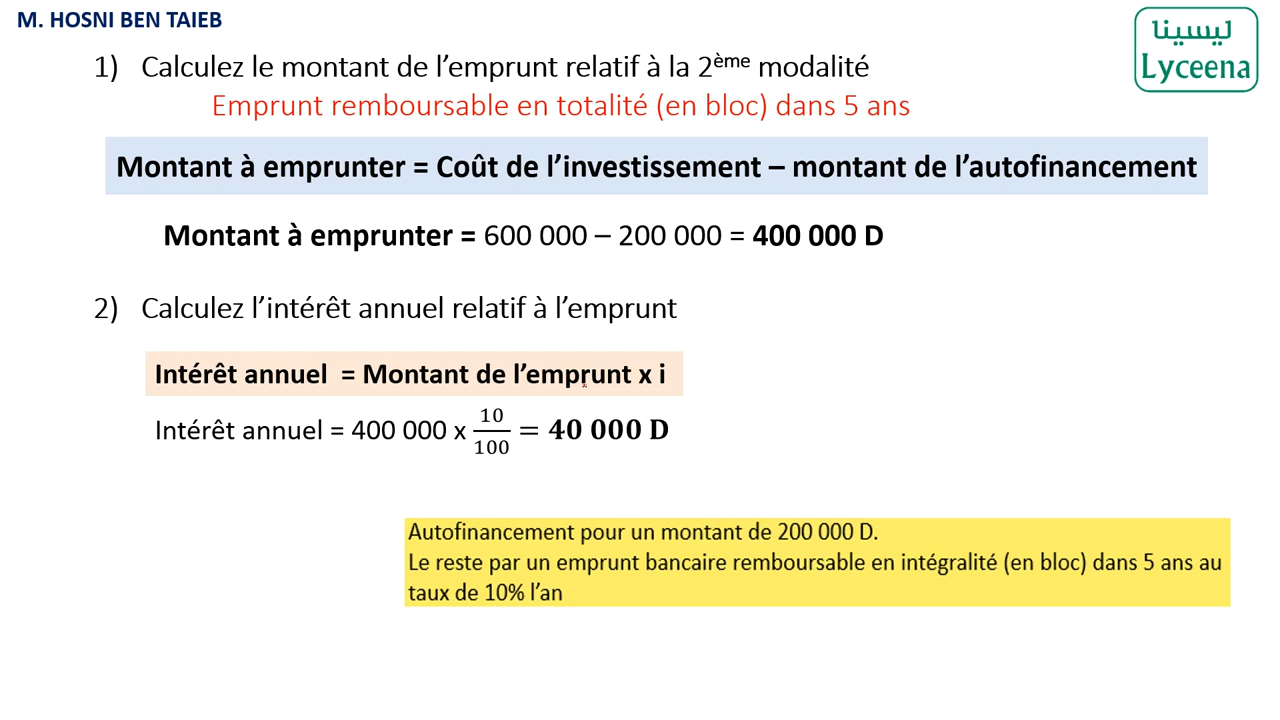 M. HOSNI BEN TAIEB
ليسينا
Lyceena
1) Calculez le montant de l’emprunt relatif à la 2ème modalité
Emprunt remboursable en totalité (en bloc) dans 5 ans
Montant à emprunter = Coût de l’investissement – montant de l’autofinancement
Montant à emprunter = 600 000 – 200 000 = 400 000 D
2) Calculez l’intérêt annuel relatif à l’emprunt
Intérêt annuel = Montant de l’emprunt x i
Intérêt annuel = 400 000 x 10/100 = 40 000 D
Autofinancement pour un montant de 200 000 D.
Le reste par un emprunt bancaire remboursable en intégralité (en bloc) dans 5 ans au
taux de 10% l’an